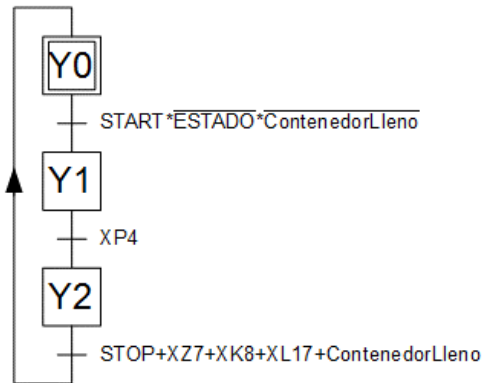 Y0
START*ESTADO*ContenedorLleno
Y1
XP4
Y2
STOP+XZ7+XK8+XL17+ContenedorLleno